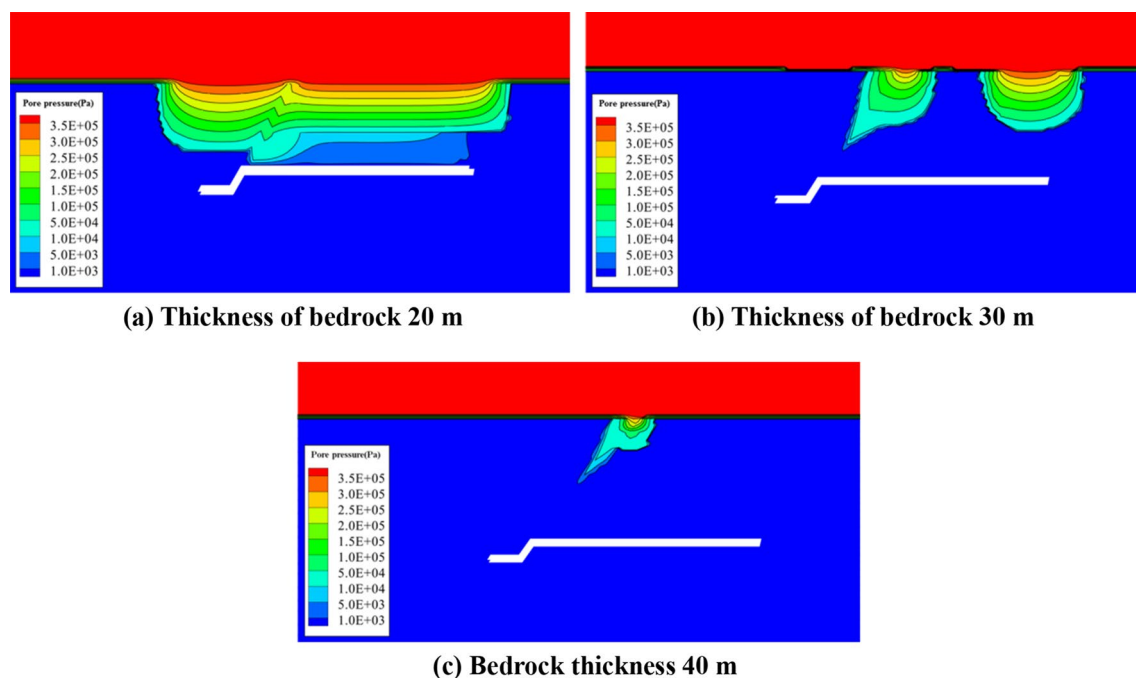 Pore pressure(Pa)
3.5E+05
3.0E+05
2.5E+05
2.0E+05
1.5E+05
1.0E+05
5.0E+04
1.0E+04
5.0E+03
1.0E+03
(a) Thickness of bedrock 20 m
Pore pressure(Pa)
3.5E+05
3.0E+05
2.5E+05
2.0E+05
1.5E+05
1.0E+05
5.0E+04
1.0E+04
5.0E+03
1.0E+03
(b) Thickness of bedrock 30 m
Pore pressure(Pa)
3.5E+05
3.0E+05
2.5E+05
2.0E+05
1.5E+05
1.0E+05
5.0E+04
1.0E+04
5.0E+03
1.0E+03
(c) Bedrock thickness 40 m